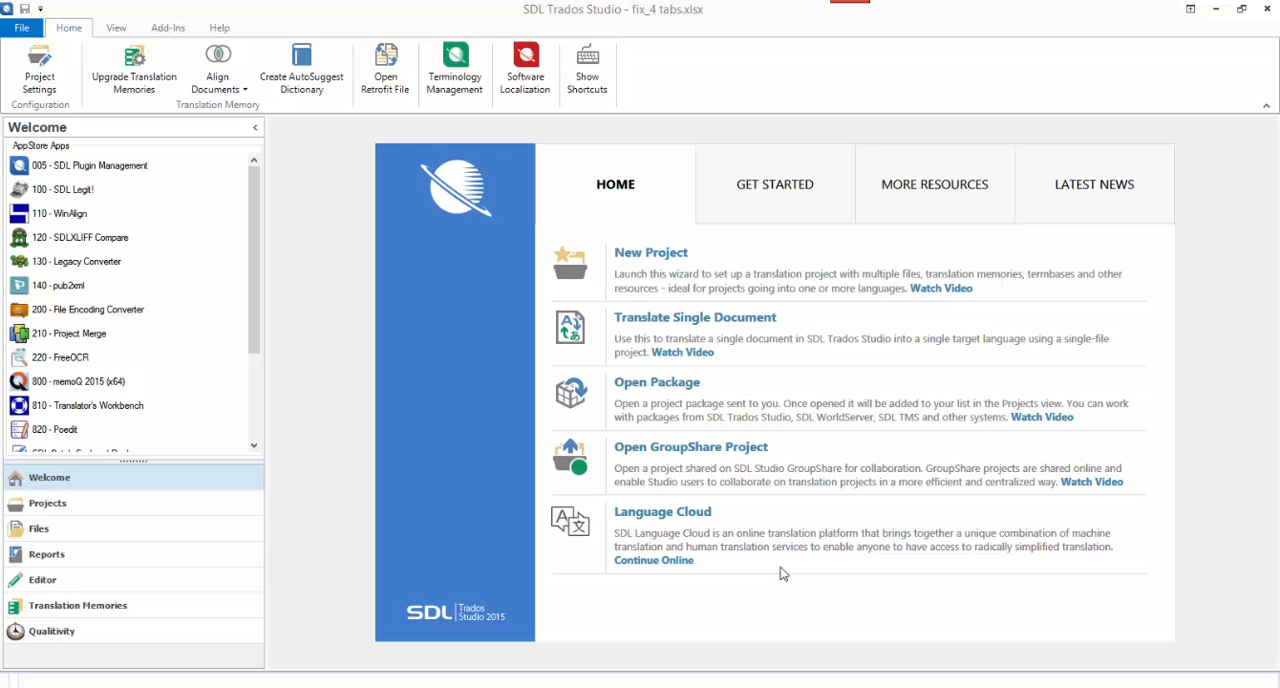 SDL Trados Studio - fix_4 tabs.xlsx
File Home View Add-Ins Help
Project Settings
Upgrade Translation Memories
Align Documents
Create AutoSuggest Dictionary
Open Retrofit File
Terminology Management
Software Localization
Show Shortcuts
Configuration
Translation Memory
Welcome
AppStore Apps
005 - SDL Plugin Management
100 - SDL Legit!
110 - WinAlign
120 - SDLXLIFF Compare
130 - Legacy Converter
140 - pub2xml
200 - File Encoding Converter
210 - Project Merge
220 - FreeOCR
800 - memoQ 2015 (x64)
810 - Translator's Workbench
820 - Poedit
Welcome
Projects
Files
Reports
Editor
Translation Memories
Qualitivity
SDL Trados Studio 2015
HOME GET STARTED MORE RESOURCES LATEST NEWS
New Project
Launch this wizard to set up a translation project with multiple files, translation memories, termbases and other
resources - ideal for projects going into one or more languages. Watch Video
Translate Single Document
Use this to translate a single document in SDL Trados Studio into a single target language using a single-file
project. Watch Video
Open Package
Open a project package sent to you. Once opened it will be added to your list in the Projects view. You can work
with packages from SDL Trados Studio, SDL WorldServer, SDL TMS and other systems. Watch Video
Open GroupShare Project
Open a project shared on SDL Studio GroupShare for collaboration. GroupShare projects are shared online and
enable Studio users to collaborate on translation projects in a more efficient and centralized way. Watch Video
Language Cloud
SDL Language Cloud is an online translation platform that brings together a unique combination of machine
translation and human translation services to enable anyone to have access to radically simplified translation.
Continue Online